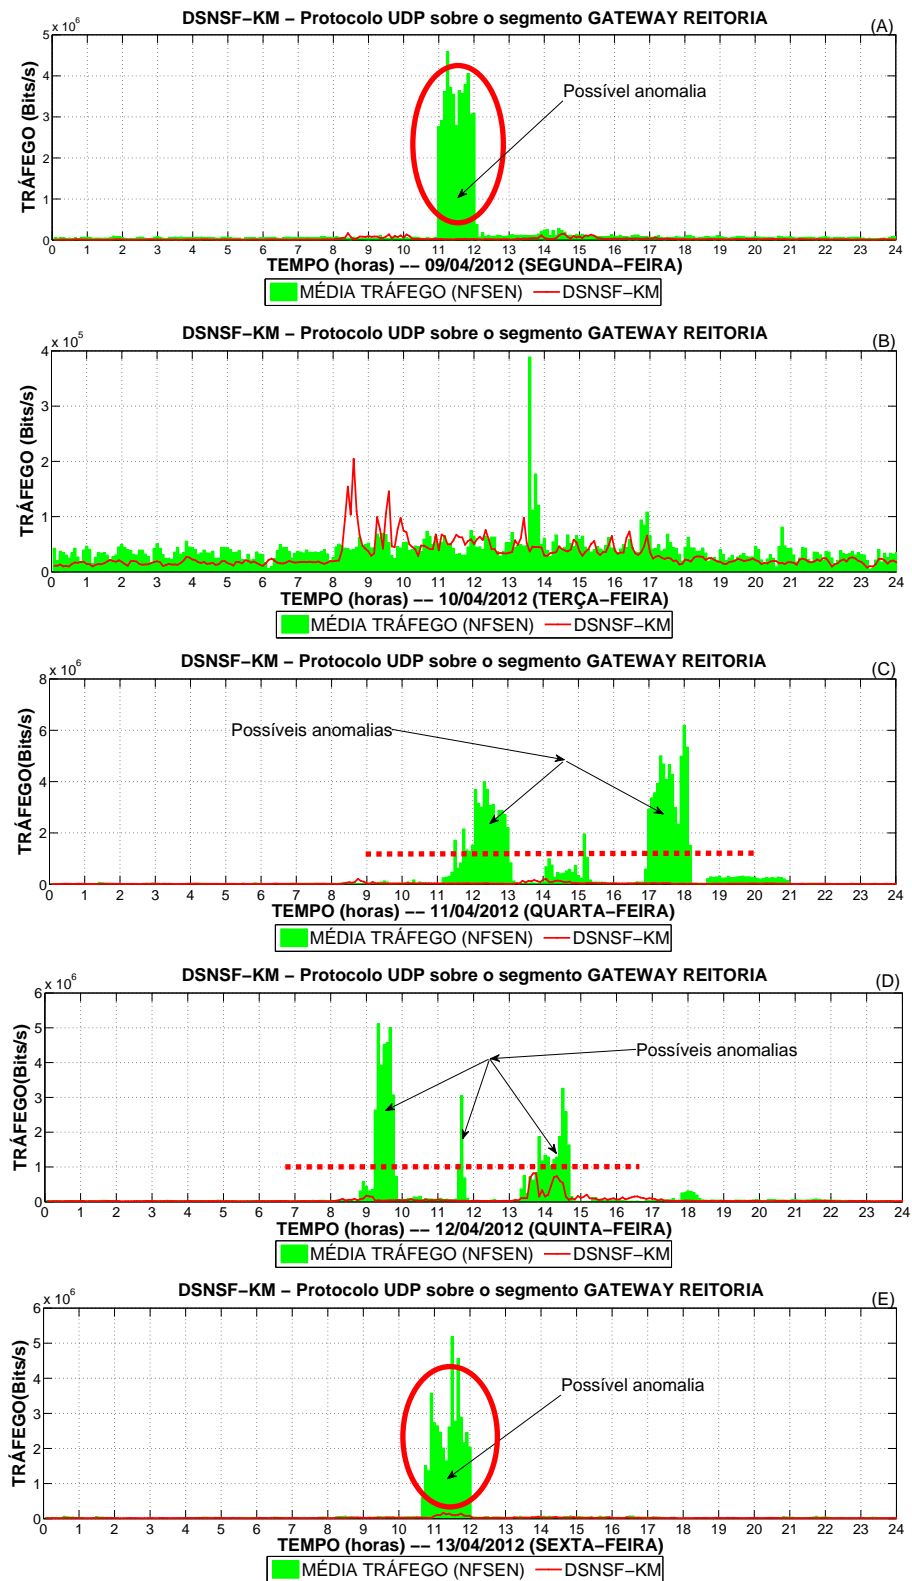 DSNSF−KM − Protocolo UDP sobre o segmento GATEWAY REITORIA
(A)
x 10^6
5
4
3
2
1
0
TRÁFEGO (Bits/s)
Possível anomalia
0 1 2 3 4 5 6 7 8 9 10 11 12 13 14 15 16 17 18 19 20 21 22 23 24
TEMPO (horas) −− 09/04/2012 (SEGUNDA−FEIRA)
MÉDIA TRÁFEGO (NFSEN) DSNSF−KM
DSNSF−KM − Protocolo UDP sobre o segmento GATEWAY REITORIA
(B)
x 10^5
4
3
2
1
0
TRÁFEGO (Bits/s)
0 1 2 3 4 5 6 7 8 9 10 11 12 13 14 15 16 17 18 19 20 21 22 23 24
TEMPO (horas) −− 10/04/2012 (TERÇA−FEIRA)
MÉDIA TRÁFEGO (NFSEN) DSNSF−KM
DSNSF−KM − Protocolo UDP sobre o segmento GATEWAY REITORIA
(C)
x 10^6
8
6
4
2
0
TRÁFEGO(Bits/s)
Possíveis anomalias
0 1 2 3 4 5 6 7 8 9 10 11 12 13 14 15 16 17 18 19 20 21 22 23 24
TEMPO (horas) −− 11/04/2012 (QUARTA−FEIRA)
MÉDIA TRÁFEGO (NFSEN) DSNSF−KM
DSNSF−KM − Protocolo UDP sobre o segmento GATEWAY REITORIA
(D)
x 10^6
6
5
4
3
2
1
0
TRÁFEGO(Bits/s)
Possíveis anomalias
0 1 2 3 4 5 6 7 8 9 10 11 12 13 14 15 16 17 18 19 20 21 22 23 24
TEMPO (horas) −− 12/04/2012 (QUINTA−FEIRA)
MÉDIA TRÁFEGO (NFSEN) DSNSF−KM
DSNSF−KM − Protocolo UDP sobre o segmento GATEWAY REITORIA
(E)
x 10^6
6
5
4
3
2
1
0
TRÁFEGO(Bits/s)
Possível anomalia
0 1 2 3 4 5 6 7 8 9 10 11 12 13 14 15 16 17 18 19 20 21 22 23 24
TEMPO (horas) −− 13/04/2012 (SEXTA−FEIRA)
MÉDIA TRÁFEGO (NFSEN) DSNSF−KM